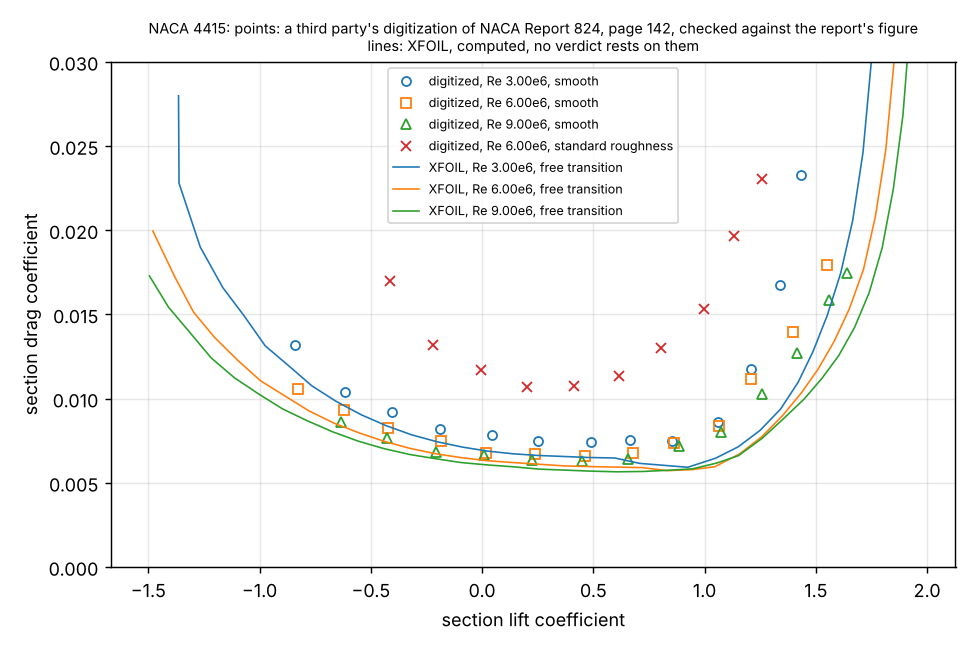 NACA 4415: points: a third party's digitization of NACA Report 824, page 142, checked against the report's figure
lines: XFOIL, computed, no verdict rests on them
0.030
0.025
0.020
0.015
0.010
0.005
0.000
section drag coefficient
digitized, Re 3.00e6, smooth
digitized, Re 6.00e6, smooth
digitized, Re 9.00e6, smooth
digitized, Re 6.00e6, standard roughness
XFOIL, Re 3.00e6, free transition
XFOIL, Re 6.00e6, free transition
XFOIL, Re 9.00e6, free transition
−1.5 −1.0 −0.5 0.0 0.5 1.0 1.5 2.0
section lift coefficient